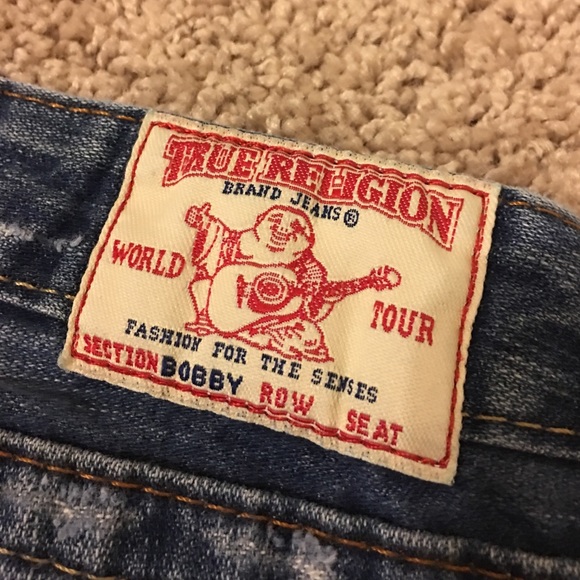 TRUE RELIGION
BRAND JEANS®
WORLD TOUR
FASHION FOR THE SENSES
SECTION BOBBY ROW SEAT